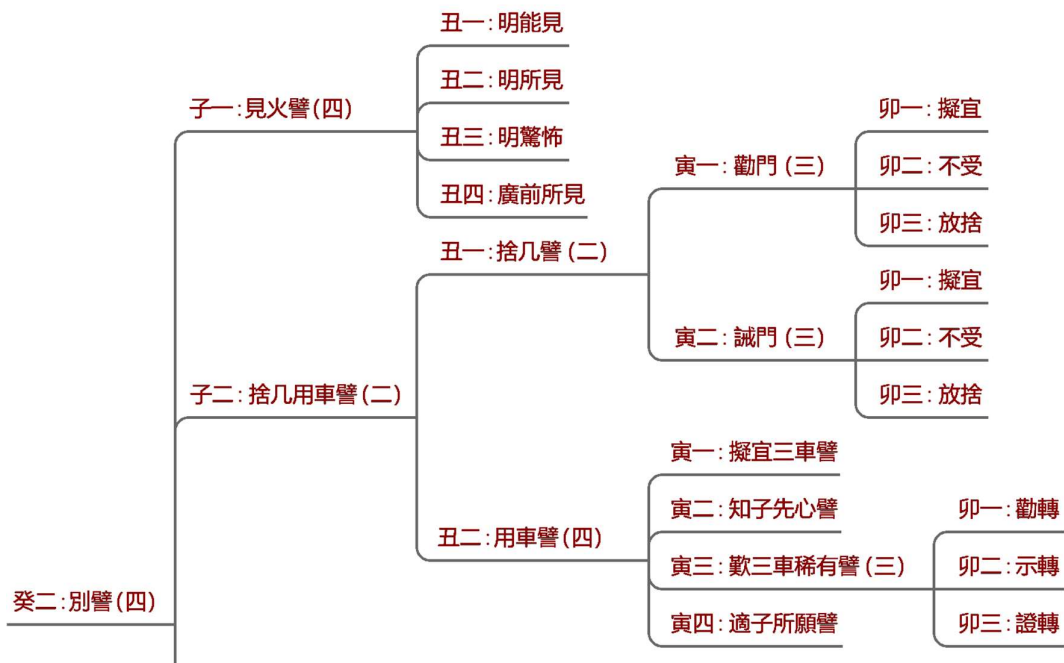 癸二:別譬(四)
子一:見火譬(四)
丑一:明能見
丑二:明所見
丑三:明驚怖
丑四:廣前所見
子二:捨几用車譬(二)
丑一:捨几譬(二)
寅一:勸門(三)
卯一:擬宜
卯二:不受
卯三:放捨
寅二:誡門(三)
卯一:擬宜
卯二:不受
卯三:放捨
丑二:用車譬(四)
寅一:擬宜三車譬
寅二:知子先心譬
寅三:歎三車稀有譬(三)
卯一:勸轉
卯二:示轉
卯三:證轉
寅四:適子所願譬